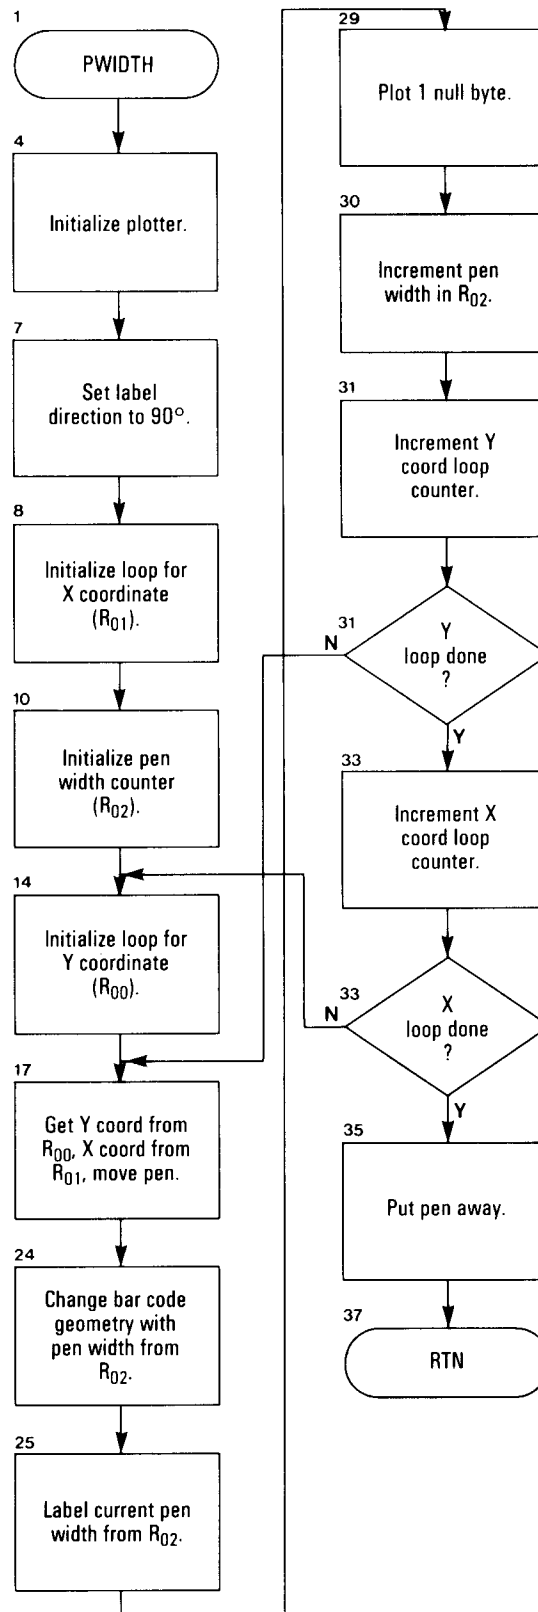 1
PWIDTH
4
Initialize plotter.
7
Set label
direction to 90°.
8
Initialize loop for
X coordinate
(R01).
10
Initialize pen
width counter
(R02).
14
Initialize loop for
Y coordinate
(R00).
17
Get Y coord from
R00, X coord from
R01, move pen.
24
Change bar code
geometry with
pen width from
R02.
25
Label current pen
width from R02.
29
Plot 1 null byte.
30
Increment pen
width in R02.
31
Increment Y
coord loop
counter.
31
N
Y
loop done
?
Y
33
Increment X
coord loop
counter.
33
N
X
loop done
?
Y
35
Put pen away.
37
RTN